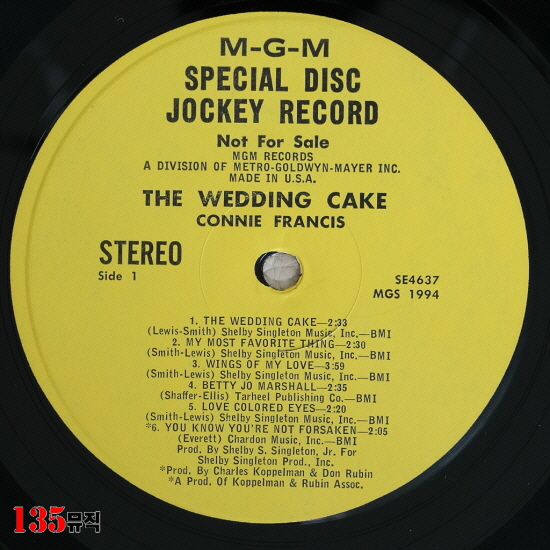 M-G-M
SPECIAL DISC
JOCKEY RECORD
Not For Sale
MGM RECORDS
A DIVISION OF METRO-GOLDWYN-MAYER INC.
MADE IN U.S.A.
THE WEDDING CAKE
CONNIE FRANCIS
STEREO
Side 1
SE4637
MGS 1994
1. THE WEDDING CAKE—2:33
(Lewis-Smith) Shelby Singleton Music, Inc.—BMI
2. MY MOST FAVORITE THING—2:30
(Smith-Lewis) Shelby Singleton Music, Inc.—BMI
3. WINGS OF MY LOVE—3:59
(Smith-Lewis) Shelby Singleton Music, Inc.—BMI
4. BETTY JO MARSHALL—2:35
(Shaffer-Ellis) Tarheel Publishing Co.—BMI
5. LOVE COLORED EYES—2:20
(Smith-Lewis) Shelby Singleton Music, Inc.—BMI
*6. YOU KNOW YOU'RE NOT FORSAKEN—2:05
(Everett) Chardon Music, Inc.—BMI
Prod. By Shelby S. Singleton, Jr. For
Shelby Singleton Prod., Inc.
*Prod. By Charles Koppelman & Don Rubin
*A Prod. Of Koppelman & Rubin Assoc.
135뮤직